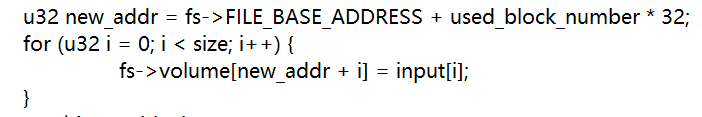 u32 new_addr = fs->FILE_BASE_ADDRESS + used_block_number * 32;
for (u32 i = 0; i < size; i++) {
fs->volume[new_addr + i] = input[i];
}